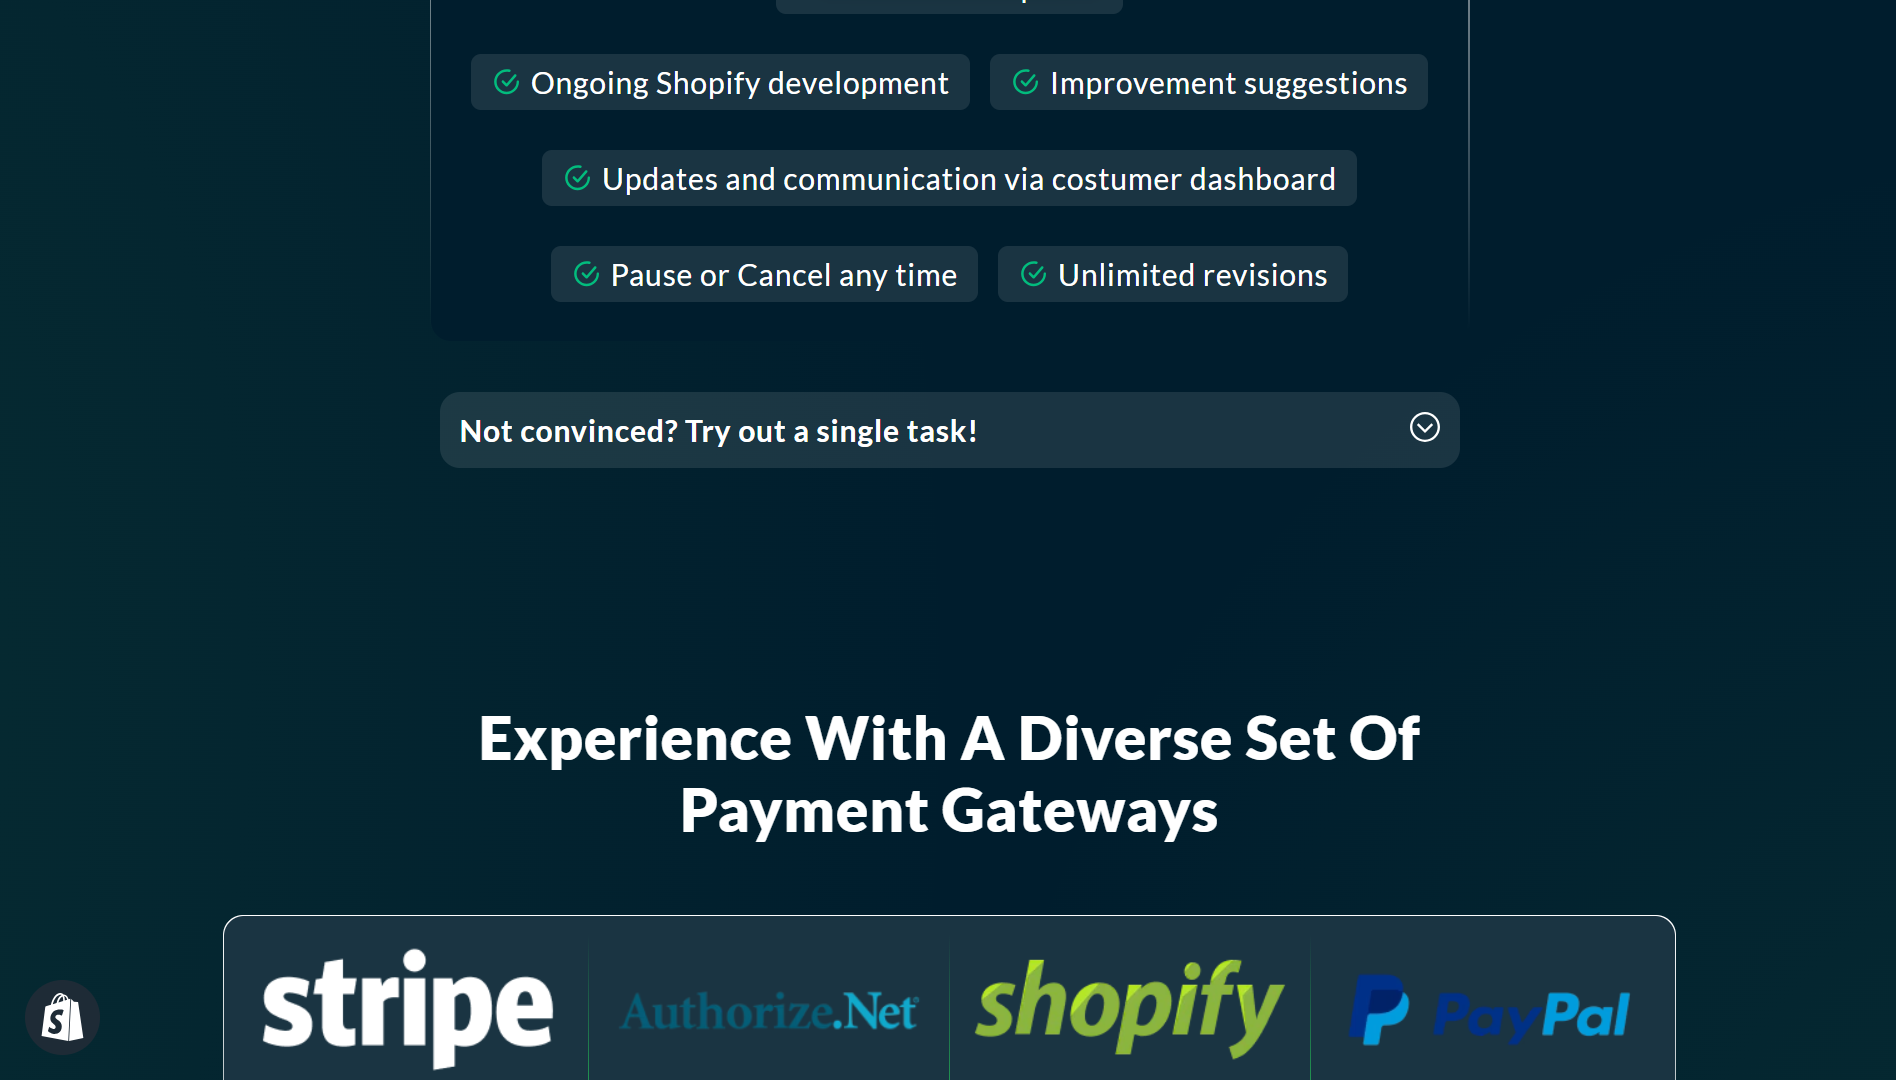 Ongoing Shopify development Improvement suggestions
Updates and communication via costumer dashboard
Pause or Cancel any time Unlimited revisions
Not convinced? Try out a single task!
Experience With A Diverse Set Of
Payment Gateways
stripe Authorize.Net shopify PayPal